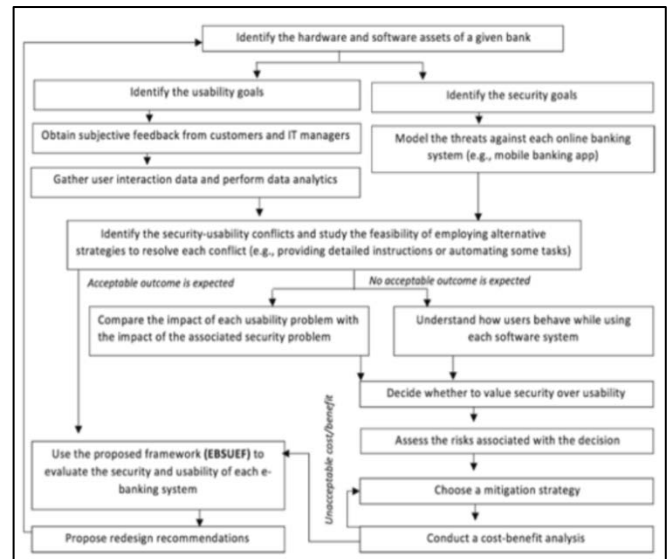 Identify the hardware and software assets of a given bank
Identify the usability goals
Identify the security goals
Obtain subjective feedback from customers and IT managers
Model the threats against each online banking
system (e.g., mobile banking app)
Gather user interaction data and perform data analytics
Identify the security-usability conflicts and study the feasibility of employing alternative
strategies to resolve each conflict (e.g., providing detailed instructions or automating some tasks)
Acceptable outcome is expected
No acceptable outcome is expected
Compare the impact of each usability problem with
the impact of the associated security problem
Understand how users behave while using
each software system
Decide whether to value security over usability
Unacceptable cost/benefit
Assess the risks associated with the decision
Use the proposed framework (EBSUEF) to
evaluate the security and usability of each e-
banking system
Choose a mitigation strategy
Propose redesign recommendations
Conduct a cost-benefit analysis